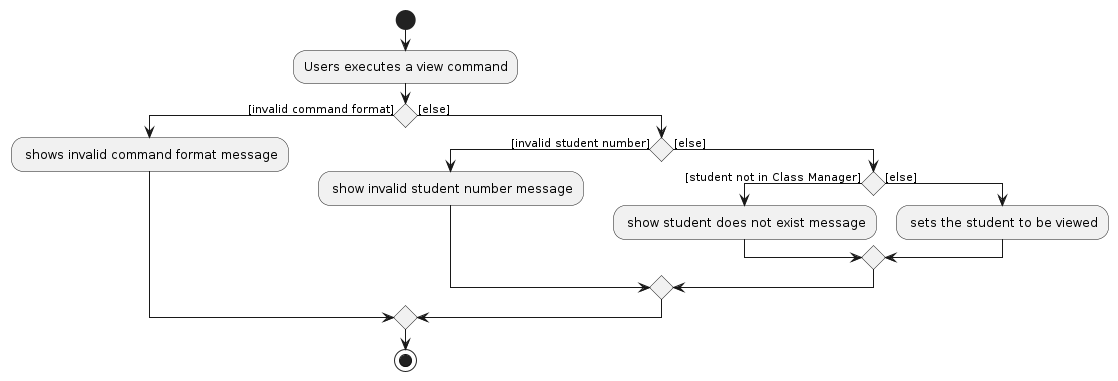 Users executes a view command
[invalid command format]
[else]
shows invalid command format message
[invalid student number]
[else]
show invalid student number message
[student not in Class Manager]
[else]
show student does not exist message
sets the student to be viewed